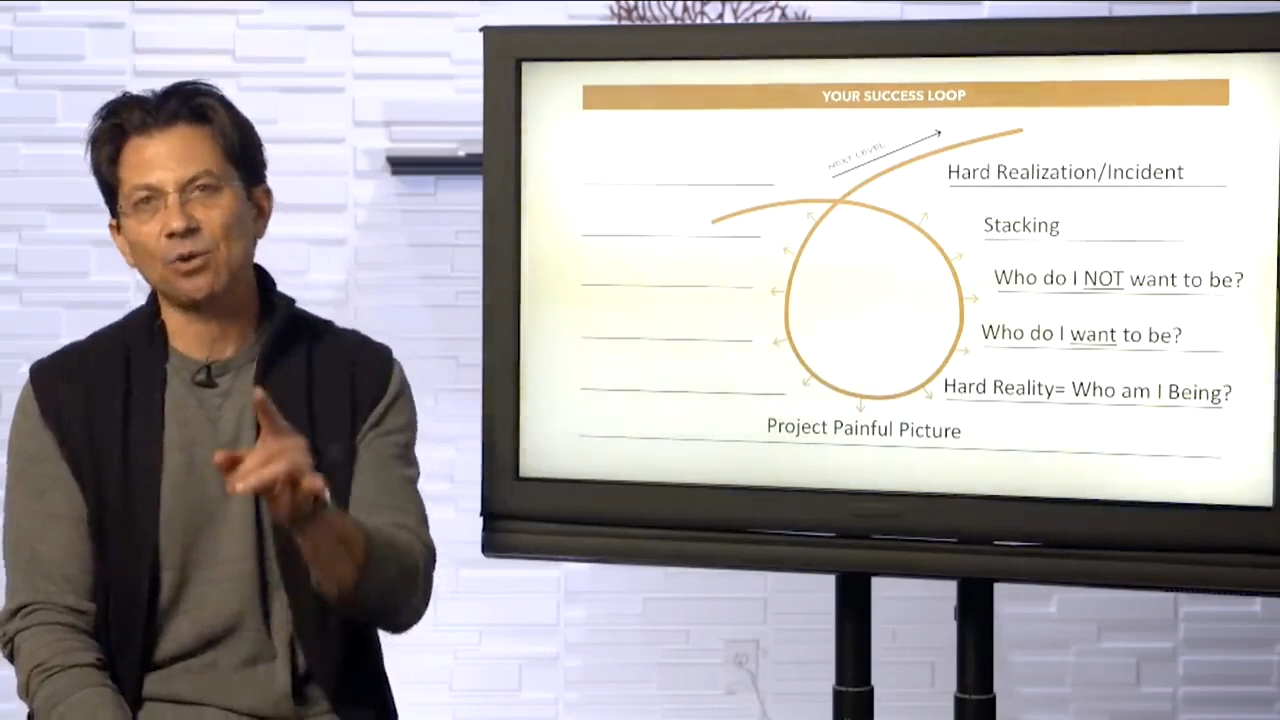 YOUR SUCCESS LOOP
NEXT LEVEL
Hard Realization/Incident
Stacking
Who do I NOT want to be?
Who do I want to be?
Hard Reality= Who am I Being?
Project Painful Picture